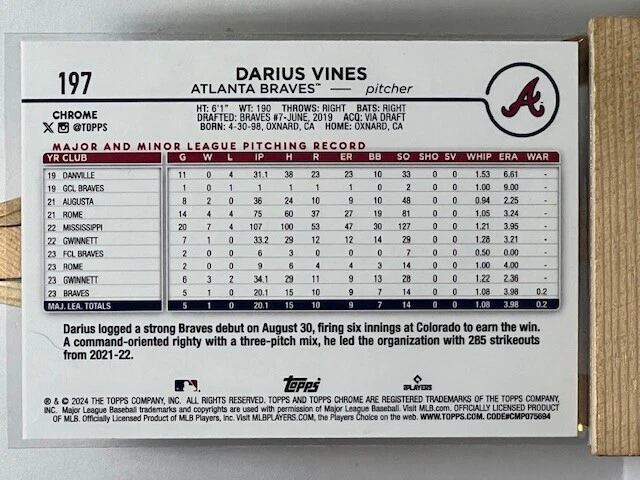 197
DARIUS VINES
ATLANTA BRAVES™ — pitcher
CHROME
X @TOPPS
HT: 6'1" WT: 190 THROWS: RIGHT BATS: RIGHT
DRAFTED: BRAVES #7-JUNE, 2019 ACQ: VIA DRAFT
BORN: 4-30-98, OXNARD, CA HOME: OXNARD, CA
A
MAJOR AND MINOR LEAGUE PITCHING RECORD
YR CLUB G W L IP H R ER BB SO SHO SV WHIP ERA WAR
19 DANVILLE 11 0 4 31.1 38 23 23 10 33 0 0 1.53 6.61 -
19 GCL BRAVES 1 0 1 1 1 1 1 0 2 0 0 1.00 9.00 -
21 AUGUSTA 8 2 0 36 24 10 9 10 48 0 0 0.94 2.25 -
21 ROME 14 4 4 75 60 37 27 19 81 0 0 1.05 3.24 -
22 MISSISSIPPI 20 7 4 107 100 53 47 30 127 0 0 1.21 3.95 -
22 GWINNETT 7 1 0 33.2 29 12 12 14 29 0 0 1.28 3.21 -
23 FCL BRAVES 2 0 0 6 3 0 0 0 7 0 0 0.50 0.00 -
23 ROME 2 0 0 9 6 4 4 3 14 0 0 1.00 4.00 -
23 GWINNETT 6 3 2 34.1 29 11 9 13 28 0 0 1.22 2.36 -
23 BRAVES 5 1 0 20.1 15 10 9 7 14 0 0 1.08 3.98 0.2
MAJ. LEA. TOTALS 5 1 0 20.1 15 10 9 7 14 0 0 1.08 3.98 0.2
Darius logged a strong Braves debut on August 30, firing six innings at Colorado to earn the win.
A command-oriented righty with a three-pitch mix, he led the organization with 285 strikeouts
from 2021-22.
Topps
PLAYERS
® & © 2024 THE TOPPS COMPANY, INC. ALL RIGHTS RESERVED. TOPPS AND TOPPS CHROME ARE REGISTERED TRADEMARKS OF THE TOPPS COMPANY,
INC. Major League Baseball trademarks and copyrights are used with permission of Major League Baseball. Visit MLB.com. OFFICIALLY LICENSED PRODUCT
OF MLB. Officially Licensed Product of MLB Players, Inc. Visit MLBPLAYERS.COM, the Players Choice on the web. WWW.TOPPS.COM. CODE#CMP075694